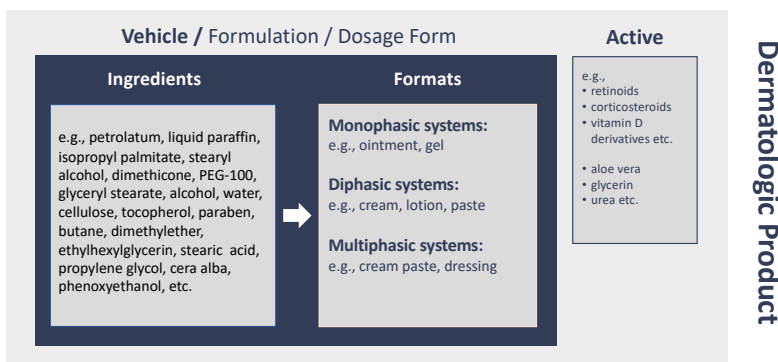 Vehicle / Formulation / Dosage Form
Ingredients
e.g., petrolatum, liquid paraffin,
isopropyl palmitate, stearyl
alcohol, dimethicone, PEG-100,
glyceryl stearate, alcohol, water,
cellulose, tocopherol, paraben,
butane, dimethylether,
ethylhexylglycerin, stearic acid,
propylene glycol, cera alba,
phenoxyethanol, etc.
Formats
Monophasic systems:
e.g., ointment, gel
Diphasic systems:
e.g., cream, lotion, paste
Multiphasic systems:
e.g., cream paste, dressing
Active
e.g.,
• retinoids
• corticosteroids
• vitamin D
derivatives etc.
• aloe vera
• glycerin
• urea etc.
Dermatologic Product